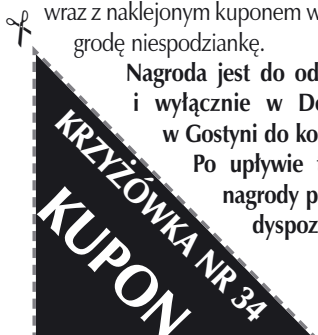 wraz z naklejonym kuponem w
grodę niespodziankę.
Nagroda jest do od
i wyłącznie w Do
w Gostyni do ko
Po upływie
nagrody p
dyspoz
KRZYŻÓWKA NR 34
KUPON